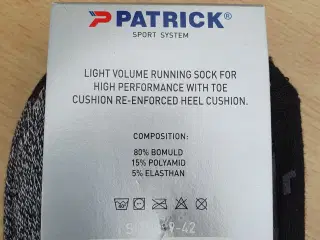 PATRICK®
SPORT SYSTEM
LIGHT VOLUME RUNNING SOCK FOR
HIGH PERFORMANCE WITH TOE
CUSHION RE-ENFORCED HEEL CUSHION.
COMPOSITION:
80% BOMULD
15% POLYAMID
5% ELASTHAN